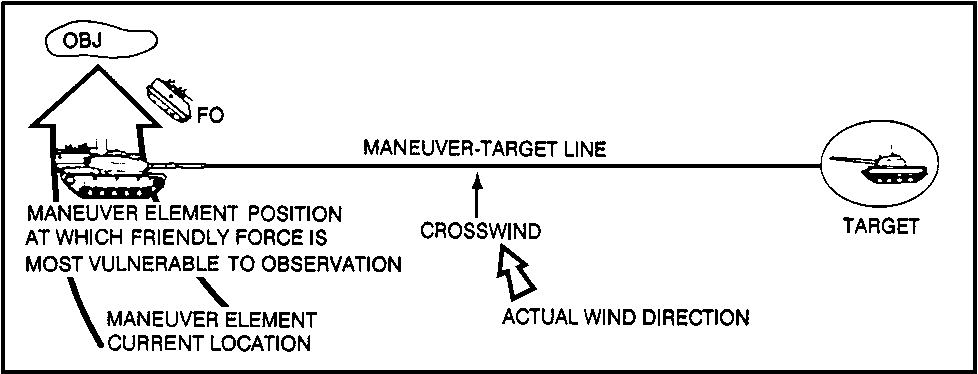 OBJ
FO
MANEUVER-TARGET LINE
MANEUVER ELEMENT POSITION
AT WHICH FRIENDLY FORCE IS
MOST VULNERABLE TO OBSERVATION
CROSSWIND
TARGET
MANEUVER ELEMENT
CURRENT LOCATION
ACTUAL WIND DIRECTION